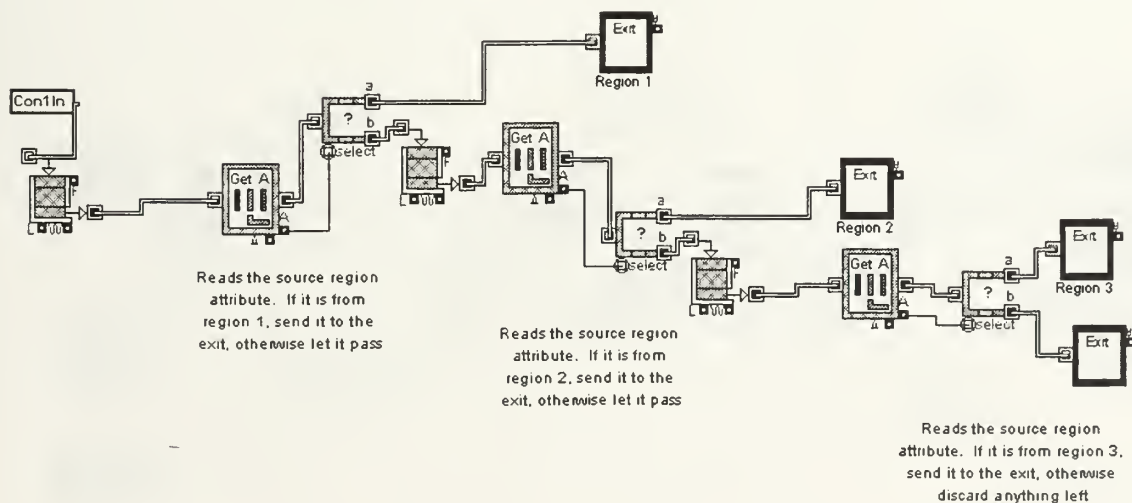 Exit
Region 1
Con1In
a
?
b
select
F
L W
Get A
A
Δ
Reads the source region
attribute. If it is from
region 1, send it to the
exit, otherwise let it pass
F
L W
Get A
A
Δ
a
?
b
select
Exit
Region 2
Reads the source region
attribute. If it is from
region 2, send it to the
exit, otherwise let it pass
F
L W
Get A
A
Δ
a
?
b
select
Exit
Region 3
Exit
Reads the source region
attribute. If it is from region 3,
send it to the exit, otherwise
discard anything left